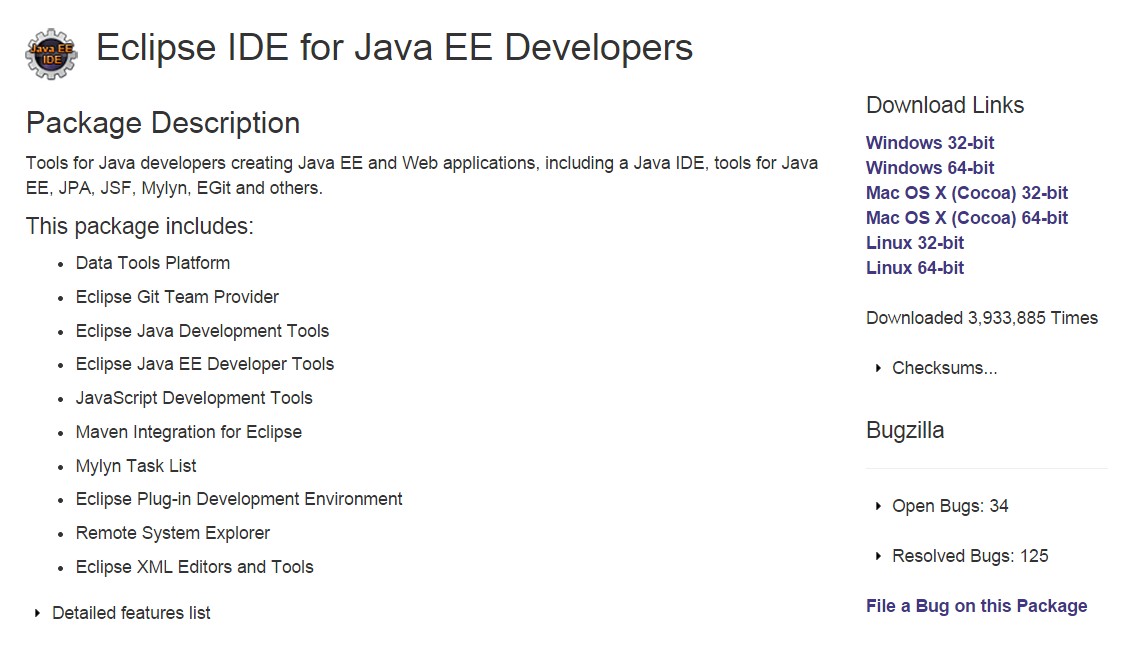 Java EE
IDE
Eclipse IDE for Java EE Developers
Package Description
Tools for Java developers creating Java EE and Web applications, including a Java IDE, tools for Java
EE, JPA, JSF, Mylyn, EGit and others.
This package includes:
Data Tools Platform
Eclipse Git Team Provider
Eclipse Java Development Tools
Eclipse Java EE Developer Tools
JavaScript Development Tools
Maven Integration for Eclipse
Mylyn Task List
Eclipse Plug-in Development Environment
Remote System Explorer
Eclipse XML Editors and Tools
Detailed features list
Download Links
Windows 32-bit
Windows 64-bit
Mac OS X (Cocoa) 32-bit
Mac OS X (Cocoa) 64-bit
Linux 32-bit
Linux 64-bit
Downloaded 3,933,885 Times
Checksums...
Bugzilla
Open Bugs: 34
Resolved Bugs: 125
File a Bug on this Package